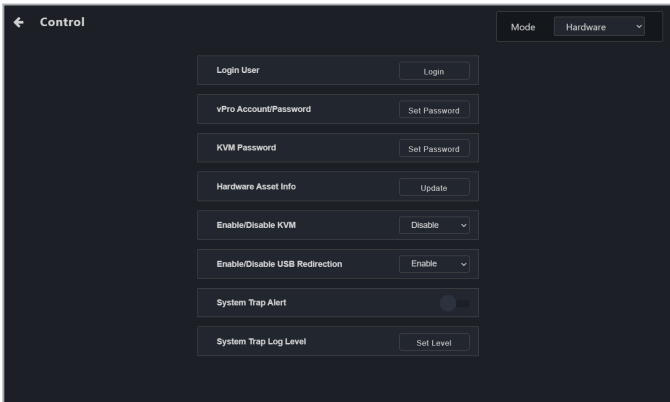 Control
Mode Hardware
Login User Login
vPro Account/Password Set Password
KVM Password Set Password
Hardware Asset Info Update
Enable/Disable KVM Disable
Enable/Disable USB Redirection Enable
System Trap Alert
System Trap Log Level Set Level